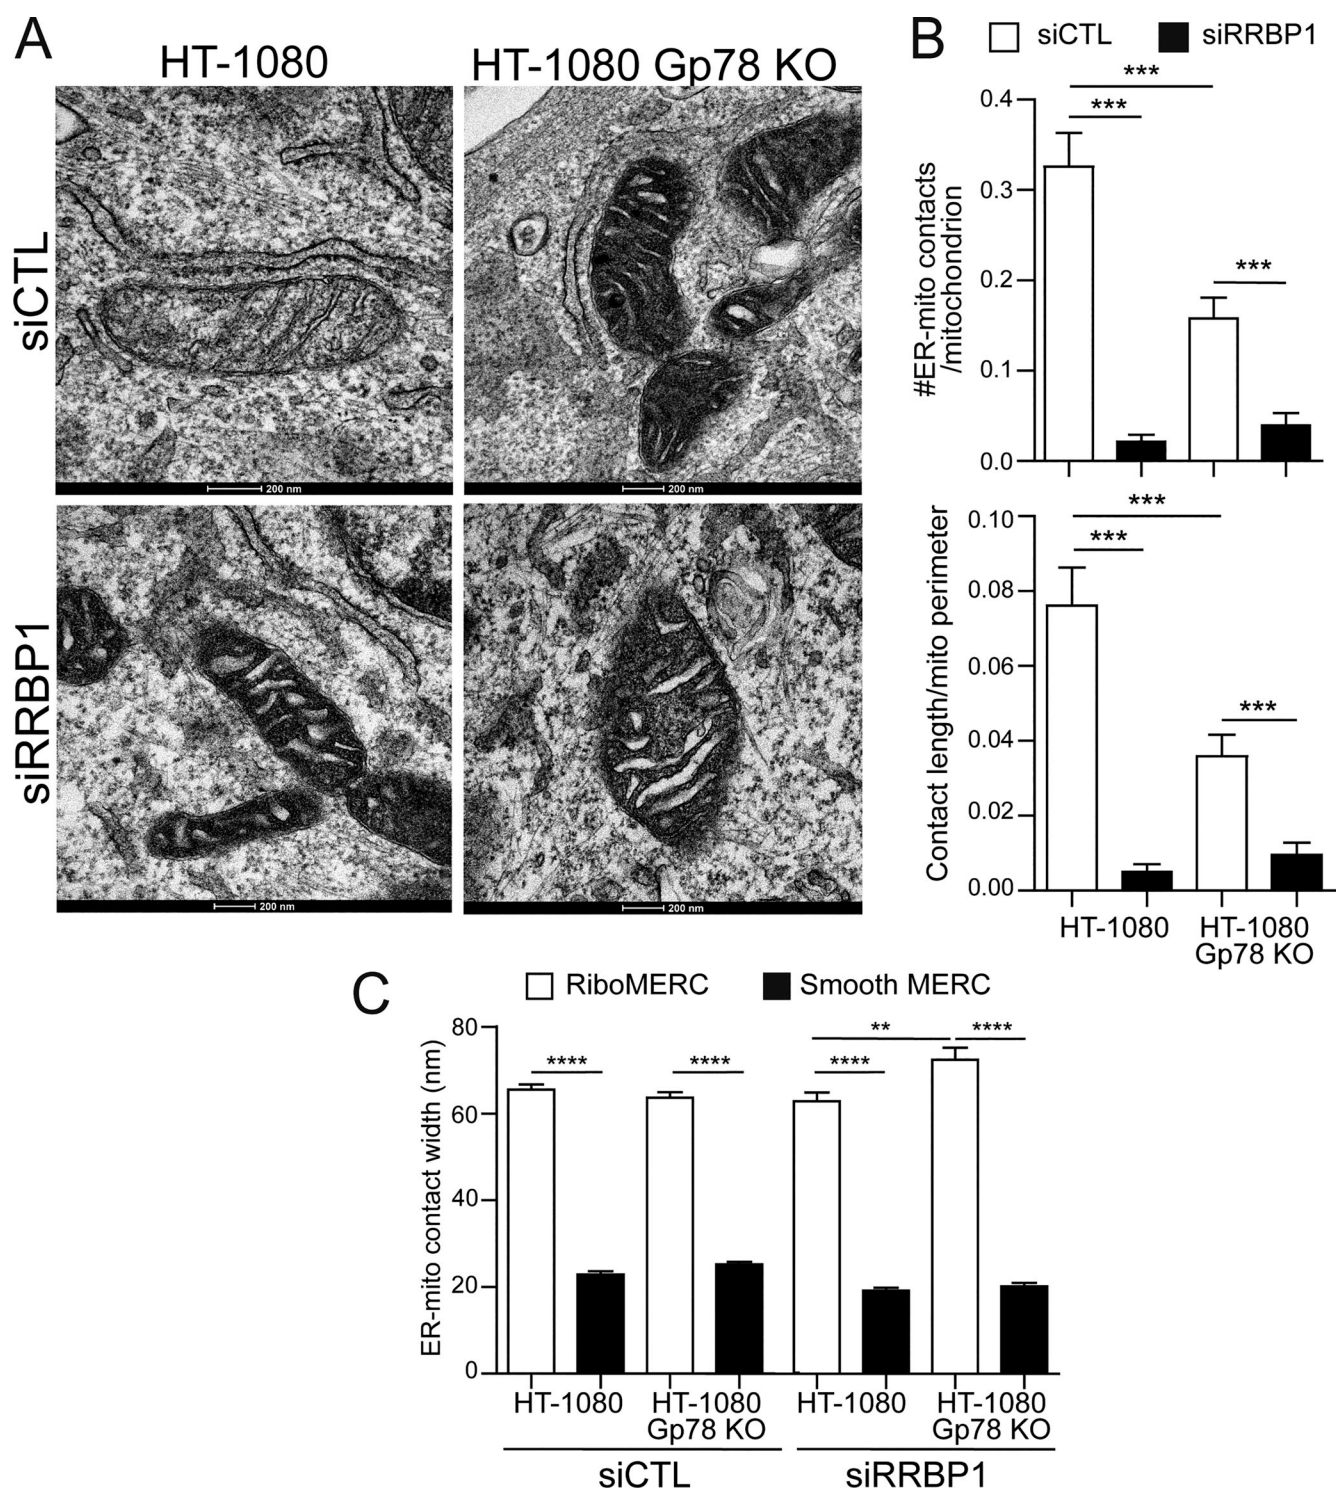 A
HT-1080
HT-1080 Gp78 KO
siCTL
siRRBP1
200 nm
200 nm
200 nm
200 nm
B
siCTL
siRRBP1
#ER-mito contacts
/mitochondrion
0.4
0.3
0.2
0.1
0.0
***
***
***
Contact length/mito perimeter
0.10
0.08
0.06
0.04
0.02
0.00
***
***
***
HT-1080
HT-1080
Gp78 KO
C
RiboMERC
Smooth MERC
ER-mito contact width (nm)
80
60
40
20
0
****
****
****
**
****
HT-1080
HT-1080
Gp78 KO
HT-1080
HT-1080
Gp78 KO
siCTL
siRRBP1